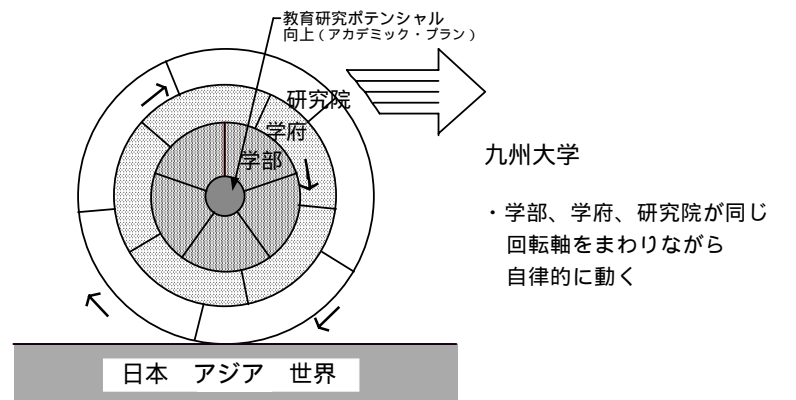 教育研究ポテンシャル
向上（アカデミック・プラン）
研究院
学府
学部
九州大学
・学部、学府、研究院が同じ
回転軸をまわりながら
自律的に動く
日本　アジア　世界